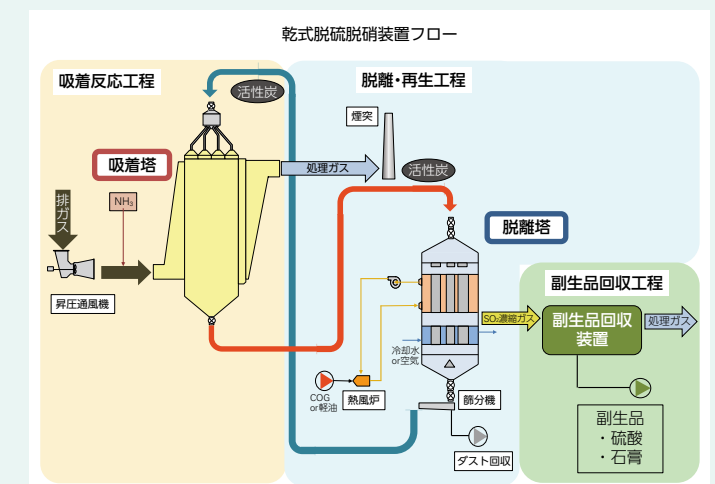 乾式脱硫脱硝装置フロー
吸着反応工程
活性炭
脱離・再生工程
煙突
吸着塔
処理ガス
活性炭
排ガス
NH₃
脱離塔
昇圧通風機
副生品回収工程
SO₂濃縮ガス
副生品回収
装置
処理ガス
冷却水
or空気
COG
or軽油
熱風炉
篩分機
ダスト回収
副生品
・硫酸
・石膏